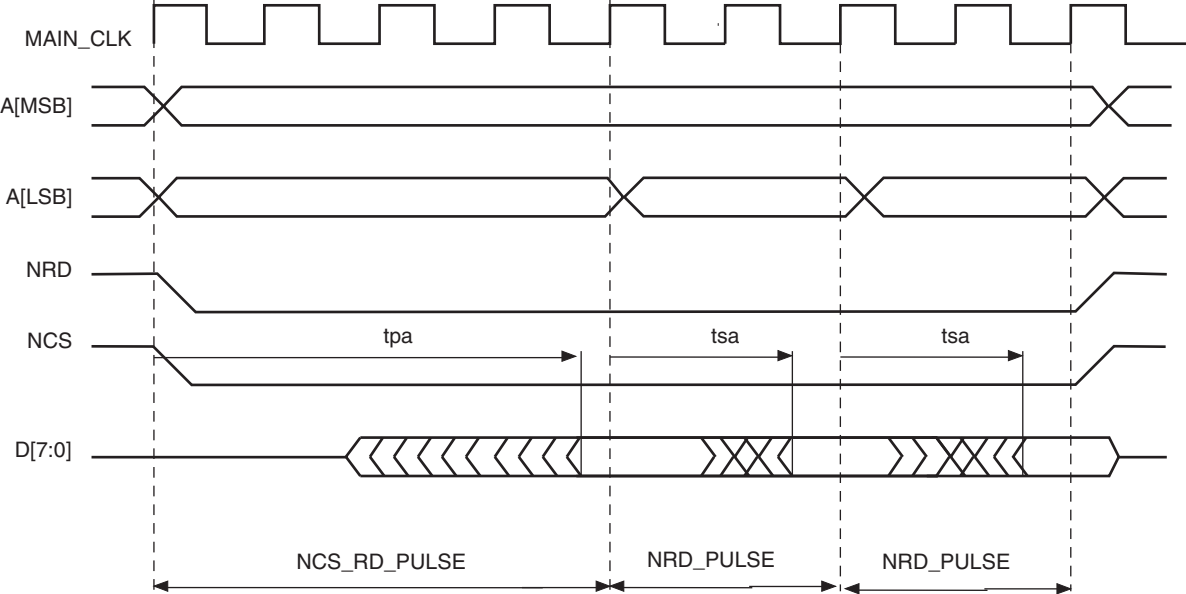 MAIN_CLK
A[MSB]
A[LSB]
NRD
NCS
tpa
tsa
tsa
D[7:0]
NCS_RD_PULSE
NRD_PULSE
NRD_PULSE